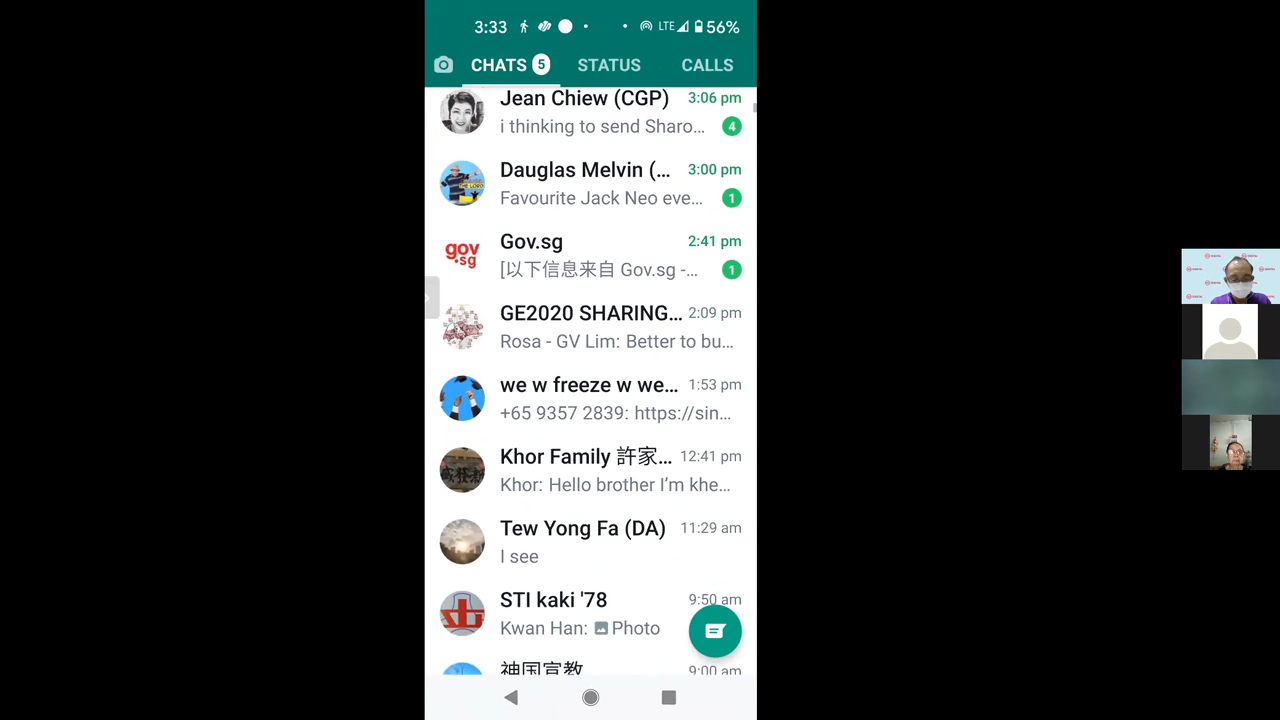 3:33 LTE 56%
CHATS 5 STATUS CALLS
Jean Chiew (CGP) 3:06 pm
i thinking to send Sharo... 4
Dauglas Melvin (... 3:00 pm
Favourite Jack Neo eve... 1
gov.sg
Gov.sg 2:41 pm
[以下信息来自 Gov.sg -... 1
GE2020 SHARING... 2:09 pm
Rosa - GV Lim: Better to bu...
we w freeze w we... 1:53 pm
+65 9357 2839: https://sin...
Khor Family 許家... 12:41 pm
Khor: Hello brother I’m khe...
Tew Yong Fa (DA) 11:29 am
I see
STI kaki '78 9:50 am
Kwan Han: Photo
神国宣教 9:00 am